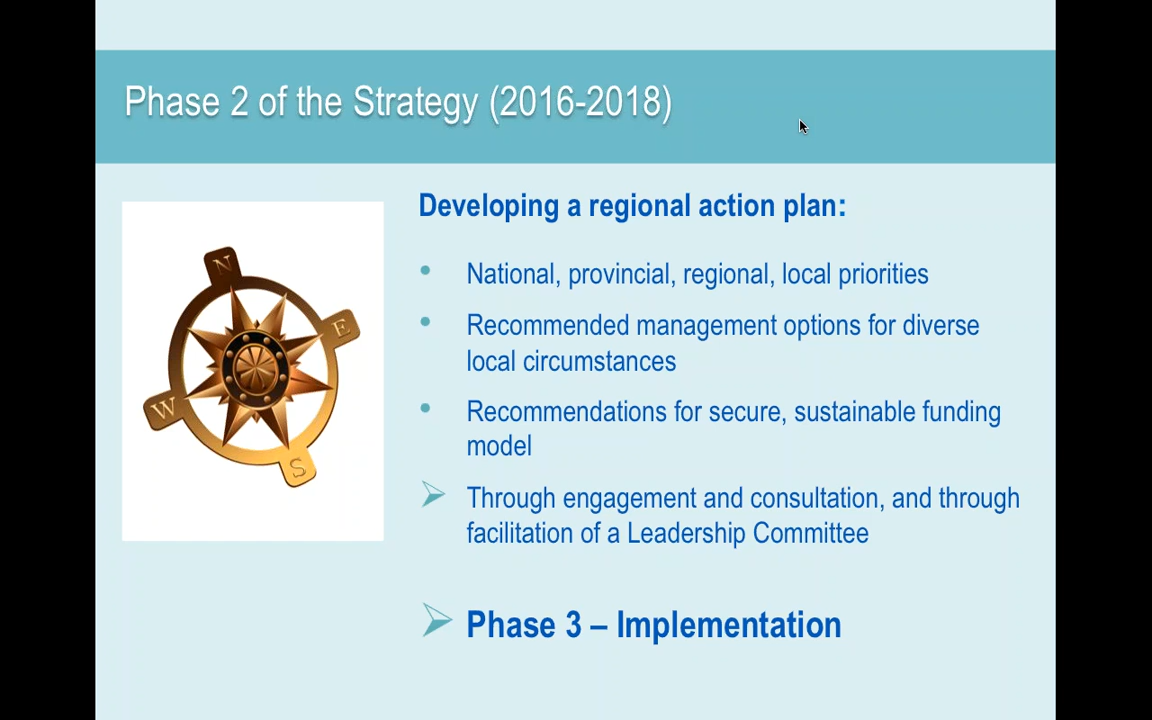 Phase 2 of the Strategy (2016-2018)
Developing a regional action plan:
• National, provincial, regional, local priorities
• Recommended management options for diverse
local circumstances
• Recommendations for secure, sustainable funding
model
➢ Through engagement and consultation, and through
facilitation of a Leadership Committee
➢ Phase 3 – Implementation
N
E
W
S